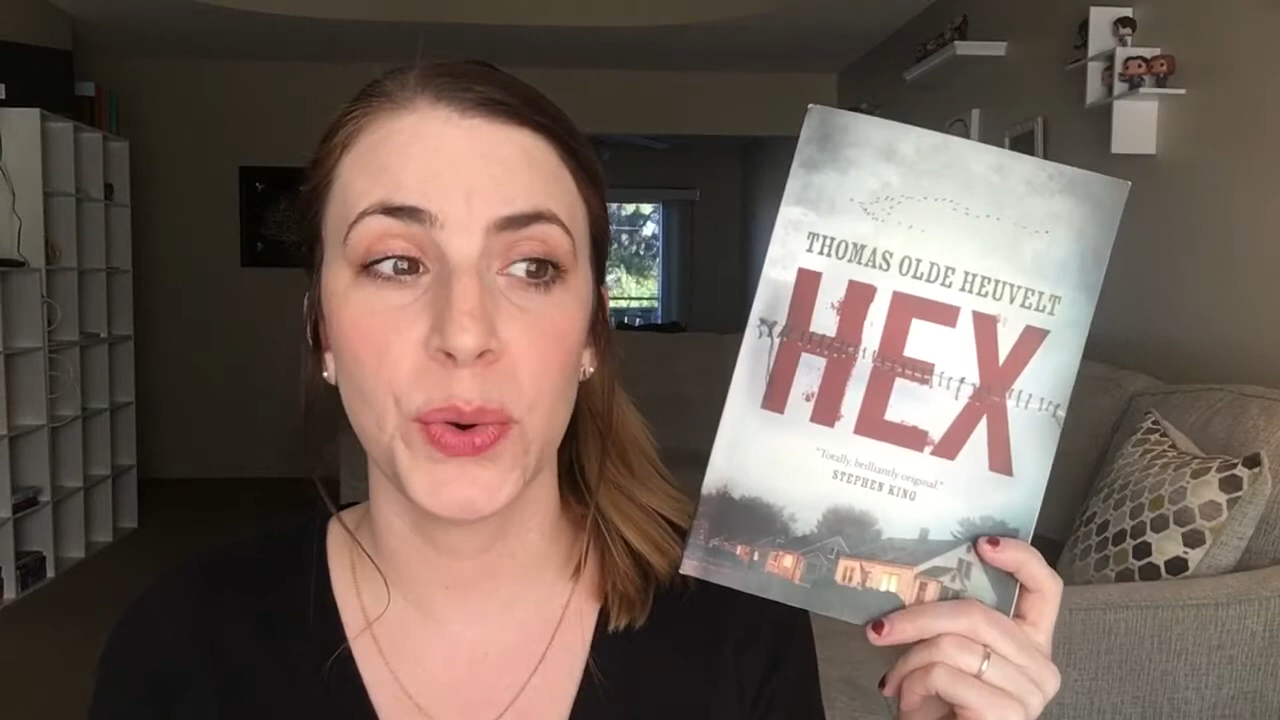 THOMAS OLDE HEUVELT
HEX
"Totally, brilliantly original."
STEPHEN KING